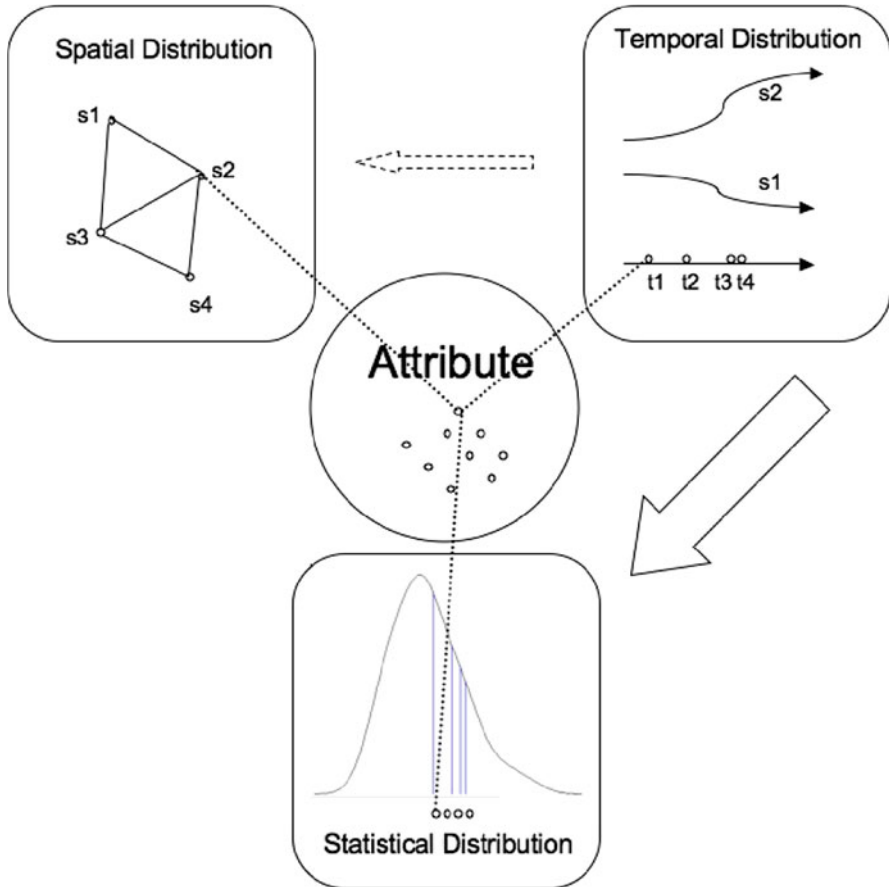 Spatial Distribution
s1
s2
s3
s4
Temporal Distribution
s2
s1
t1 t2 t3 t4
Attribute
Statistical Distribution